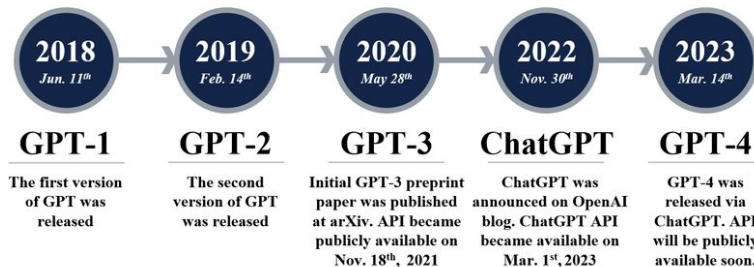 2018
Jun. 11th
2019
Feb. 14th
2020
May 28th
2022
Nov. 30th
2023
Mar. 14th
GPT-1
The first version
of GPT was
released
GPT-2
The second
version of GPT
was released
GPT-3
Initial GPT-3 preprint
paper was published
at arXiv. API became
publicly available on
Nov. 18th, 2021
ChatGPT
ChatGPT was
announced on OpenAI
blog. ChatGPT API
became available on
Mar. 1st, 2023
GPT-4
GPT-4 was
released via
ChatGPT. API
will be publicly
available soon.